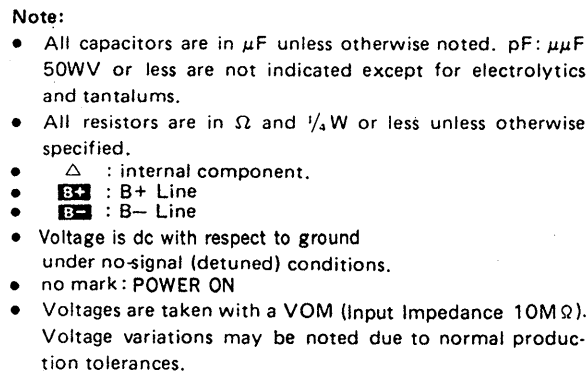 Note:
• All capacitors are in μF unless otherwise noted. pF: μμF
50WV or less are not indicated except for electrolytics
and tantalums.
• All resistors are in Ω and ¼W or less unless otherwise
specified.
• △ : internal component.
• B+ : B+ Line
• B− : B− Line
• Voltage is dc with respect to ground
under no-signal (detuned) conditions.
• no mark: POWER ON
• Voltages are taken with a VOM (Input Impedance 10MΩ).
Voltage variations may be noted due to normal produc-
tion tolerances.